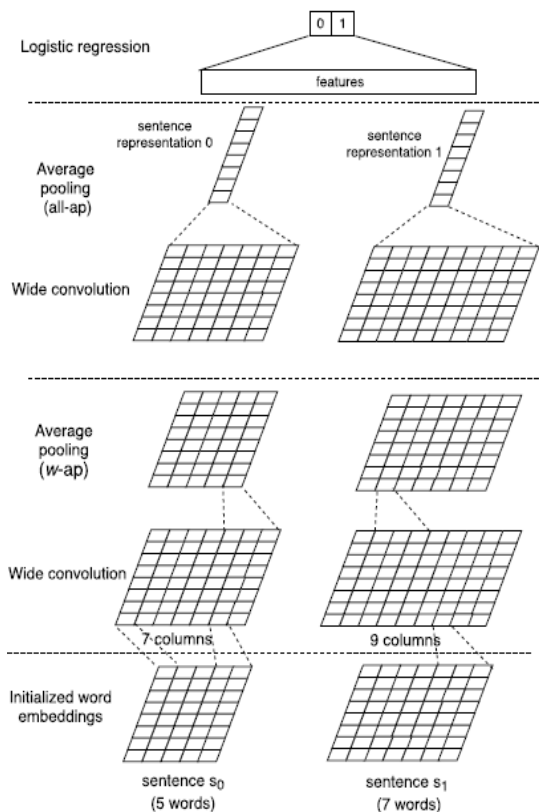 0 1
Logistic regression
features
sentence
representation 0
sentence
representation 1
Average
pooling
(all-ap)
Wide convolution
Average
pooling
(w-ap)
Wide convolution
7 columns
9 columns
Initialized word
embeddings
sentence s0
(5 words)
sentence s1
(7 words)